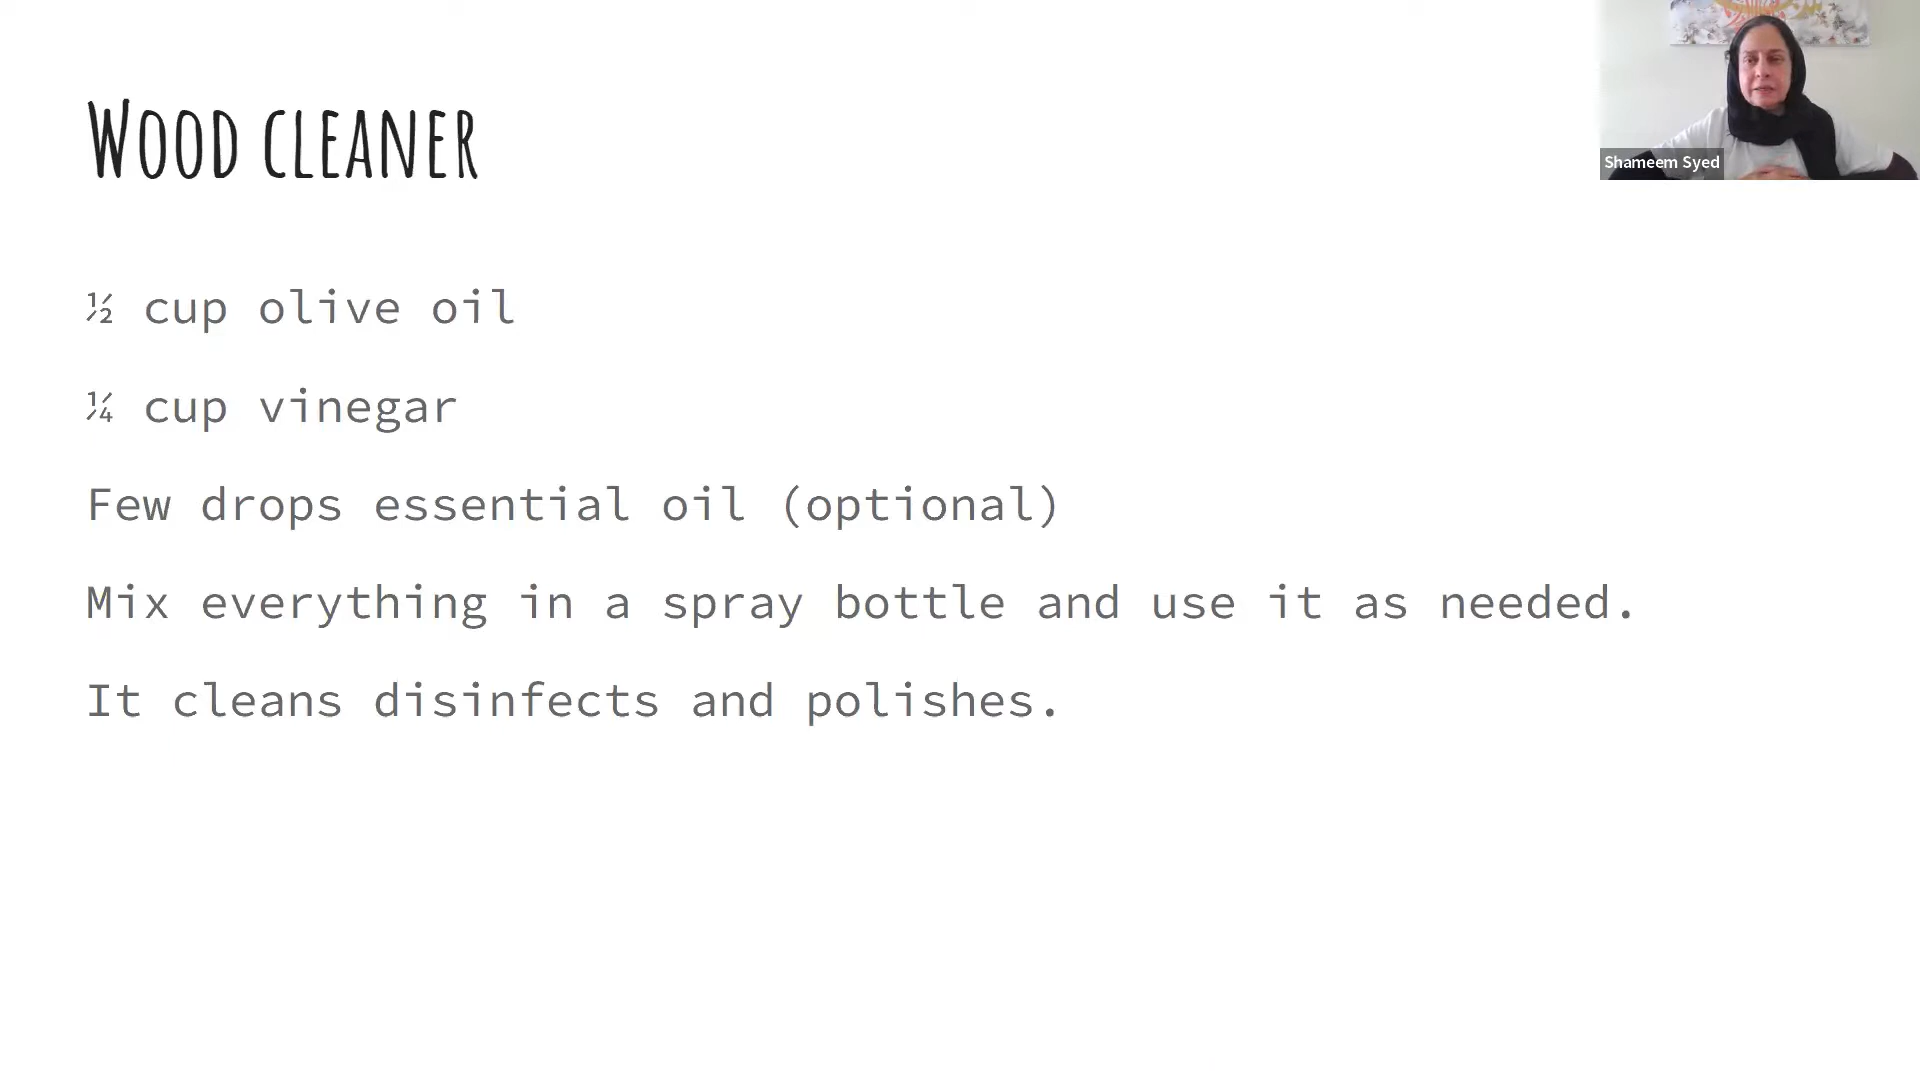 Wood cleaner
Shameem Syed
½ cup olive oil
¼ cup vinegar
Few drops essential oil (optional)
Mix everything in a spray bottle and use it as needed.
It cleans disinfects and polishes.